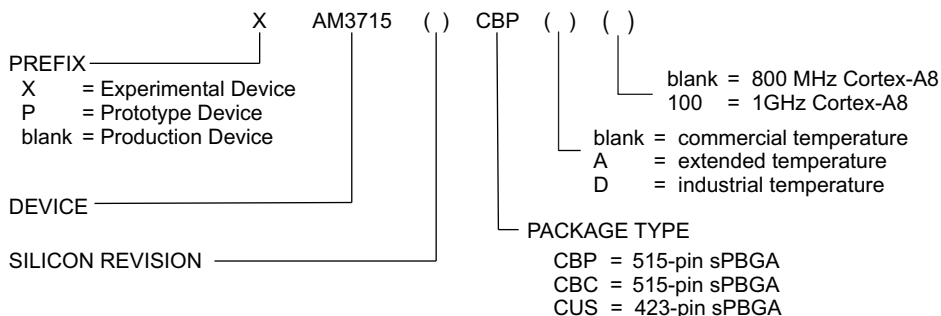 X AM3715 ( ) CBP ( ) ( )
PREFIX
X = Experimental Device
P = Prototype Device
blank = Production Device
blank = 800 MHz Cortex-A8
100 = 1GHz Cortex-A8
blank = commercial temperature
A = extended temperature
D = industrial temperature
DEVICE
PACKAGE TYPE
SILICON REVISION
CBP = 515-pin sPBGA
CBC = 515-pin sPBGA
CUS = 423-pin sPBGA